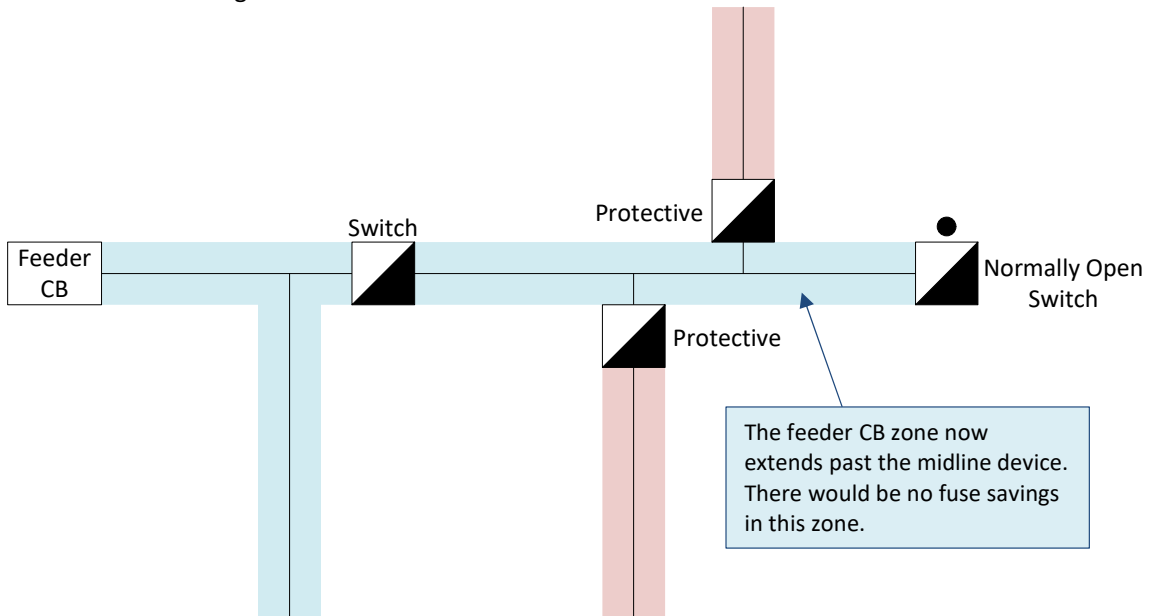 Protective
Switch
Feeder
CB
Normally Open
Switch
Protective
The feeder CB zone now
extends past the midline device.
There would be no fuse savings
in this zone.